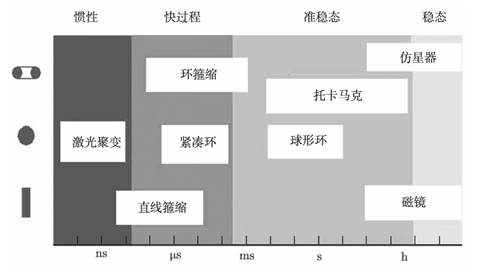 惯性 快过程 准稳态 稳态
仿星器
环箍缩
托卡马克
激光聚变 紧凑环 球形环
直线箍缩 磁镜
ns μs ms s h